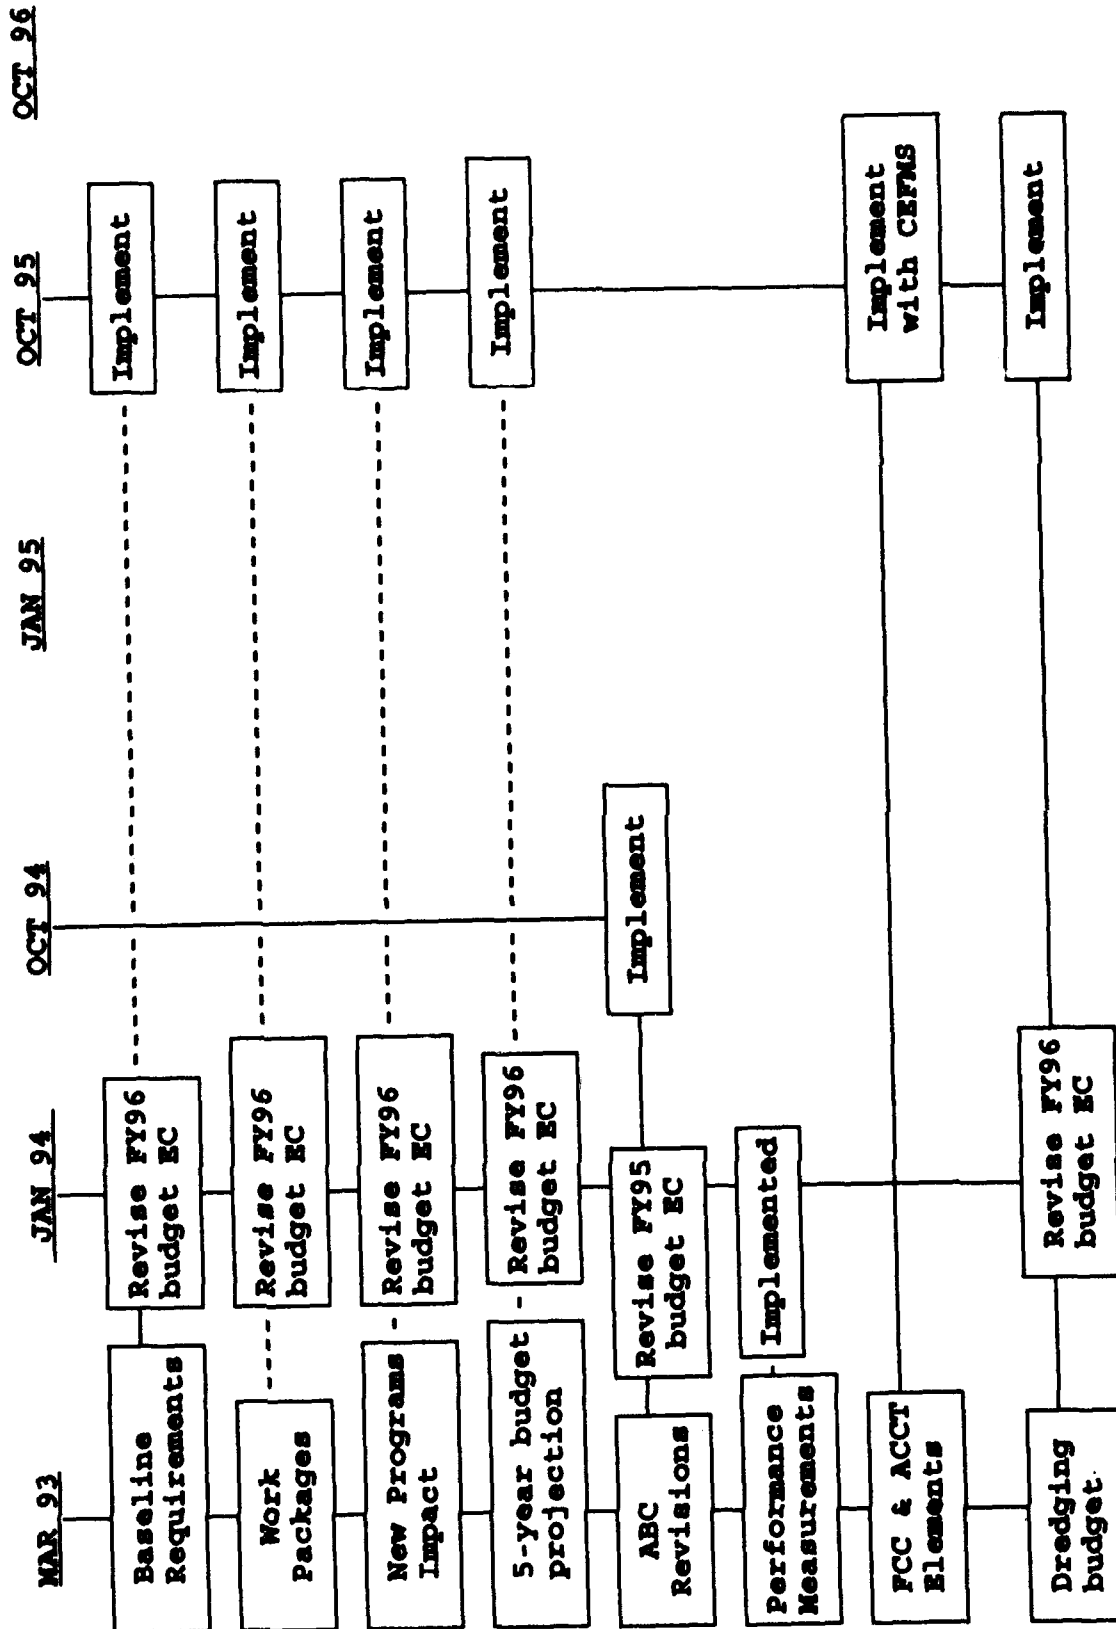 MAR 93
JAN 94
OCT 94
JAN 95
OCT 95
OCT 96
Baseline
Requirements
Revise FY96
budget EC
Implement
Work
Packages
Revise FY96
budget EC
Implement
New Programs
Impact
Revise FY96
budget EC
Implement
5-year budget
projection
Revise FY96
budget EC
Implement
ABC
Revisions
Revise FY95
budget EC
Implement
Performance
Measurements
Implemented
FCC & ACCT
Elements
Implement
with CEFMS
Dredging
budget
Revise FY96
budget EC
Implement